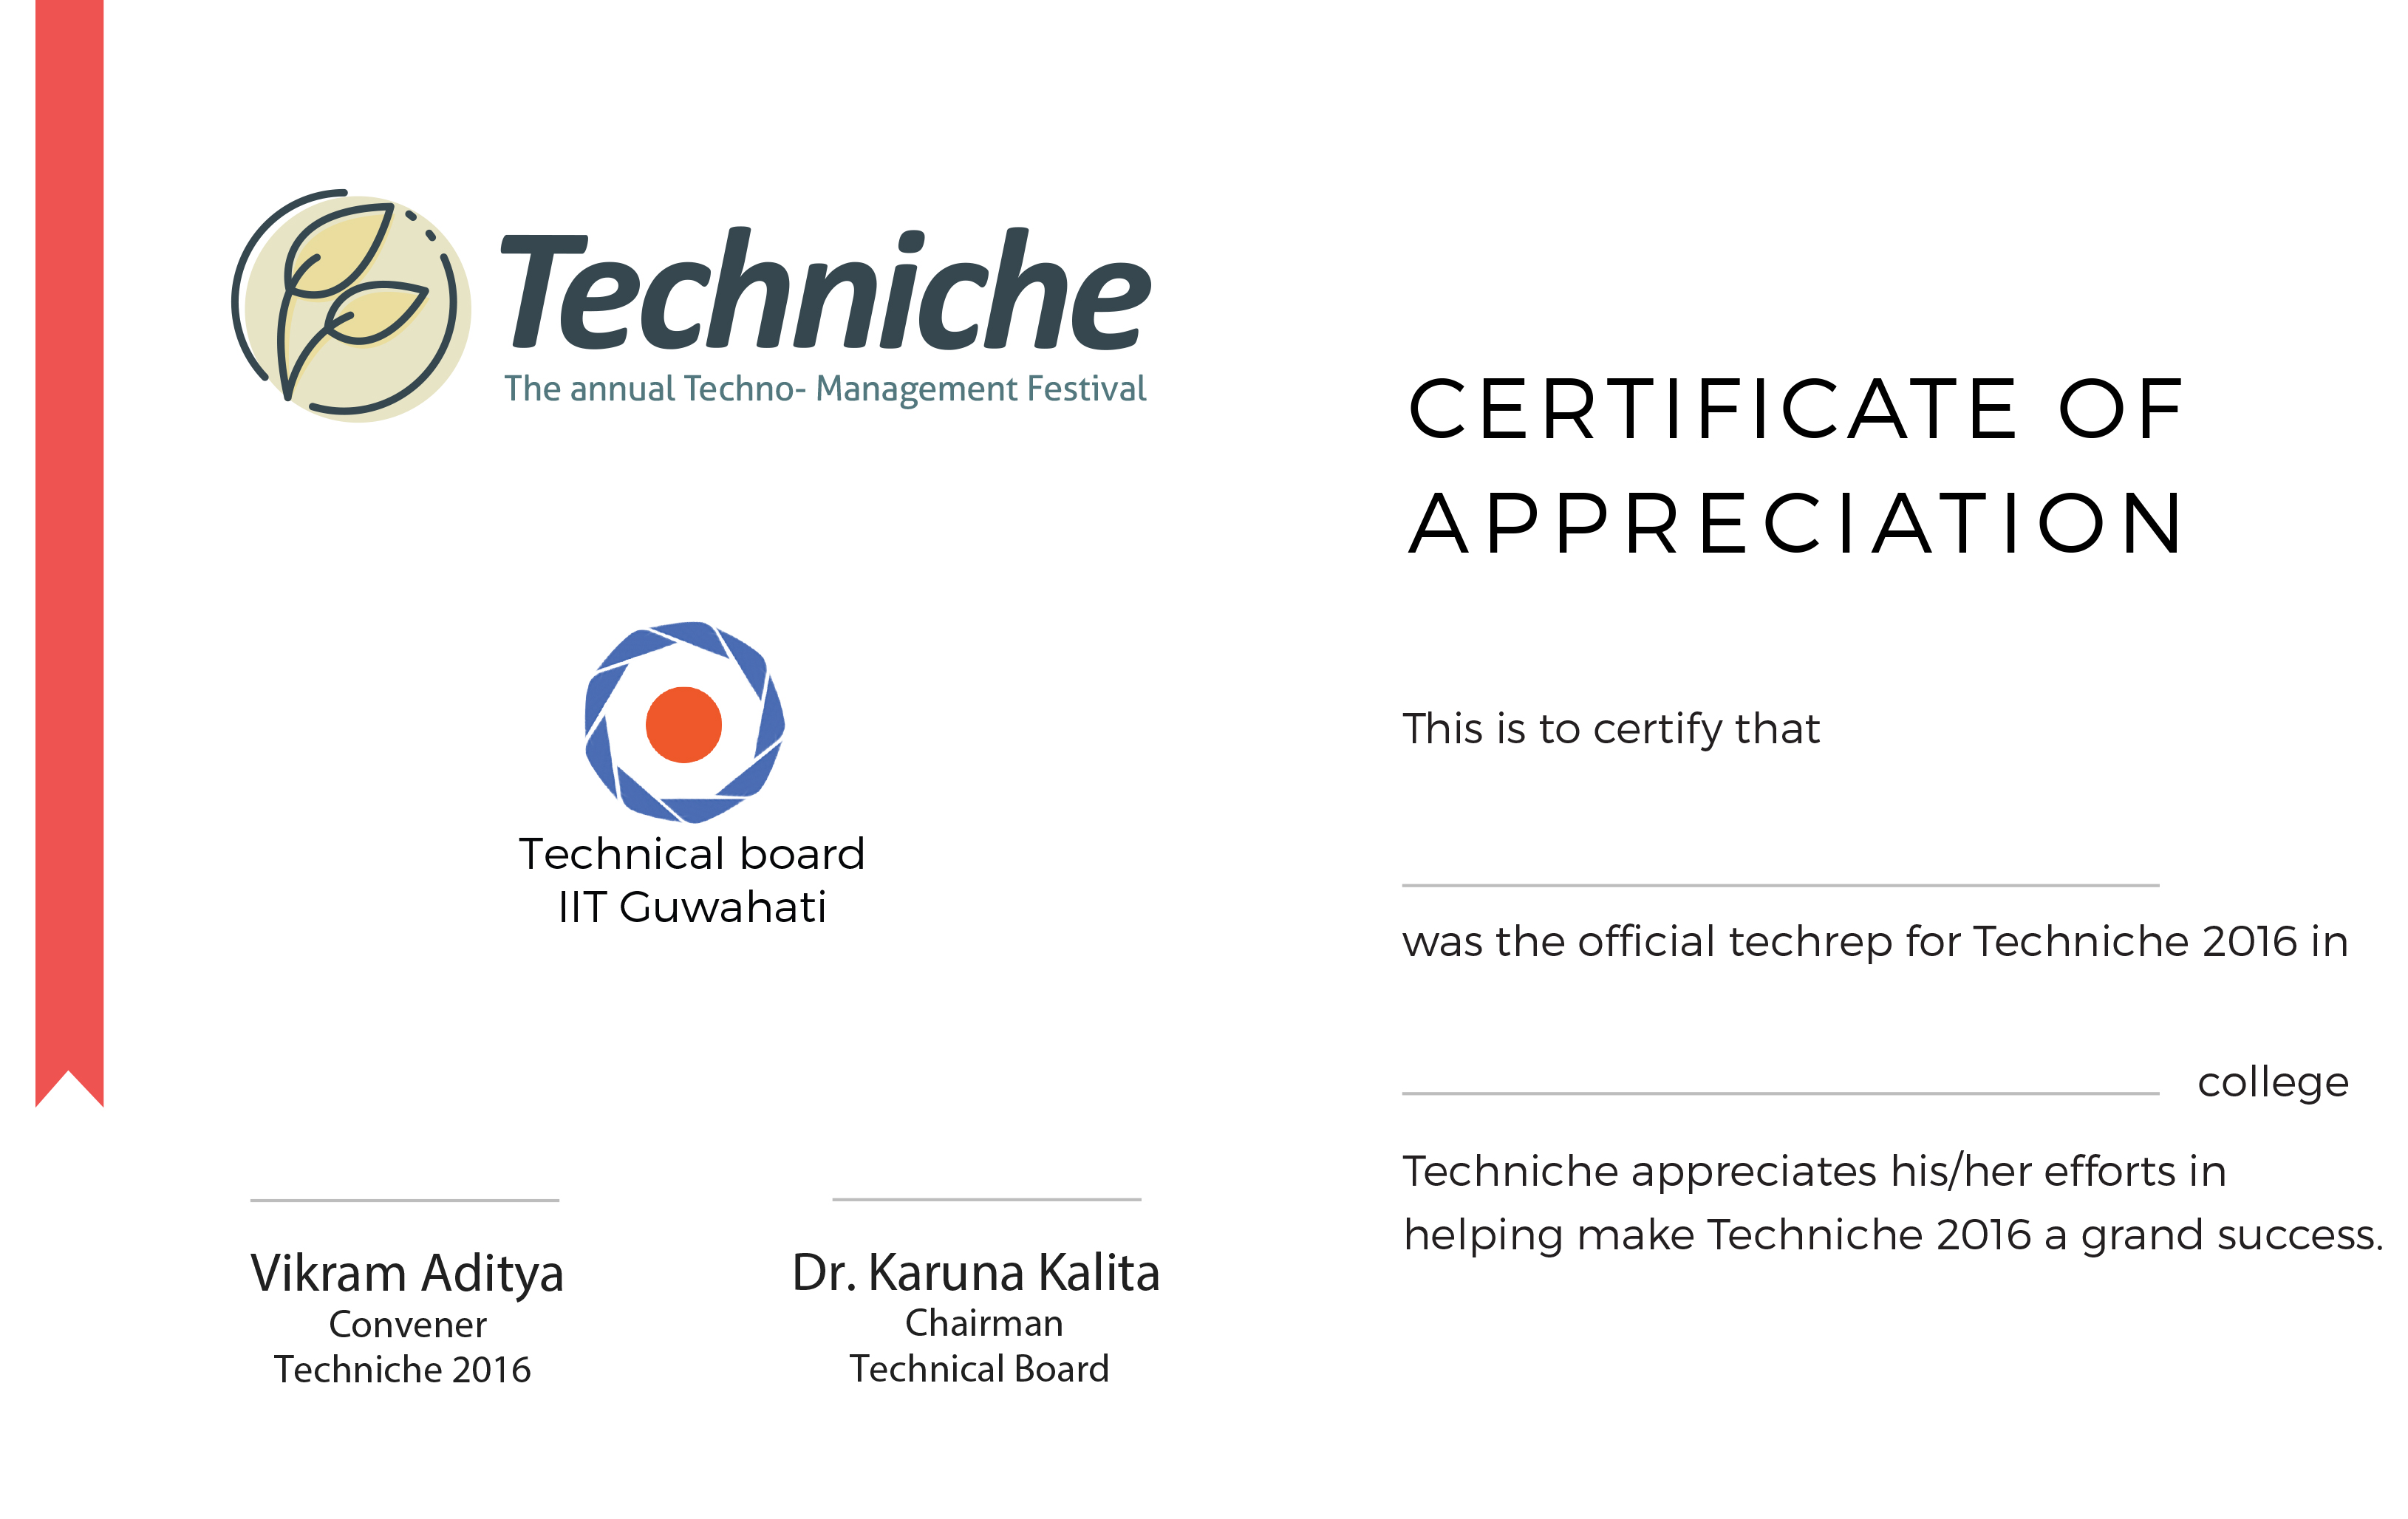 Techniche
The annual Techno- Management Festival
Technical board
IIT Guwahati
Vikram Aditya
Convener
Techniche 2016
Dr. Karuna Kalita
Chairman
Technical Board
CERTIFICATE OF
APPRECIATION
This is to certify that
was the official techrep for Techniche 2016 in
college
Techniche appreciates his/her efforts in
helping make Techniche 2016 a grand success.